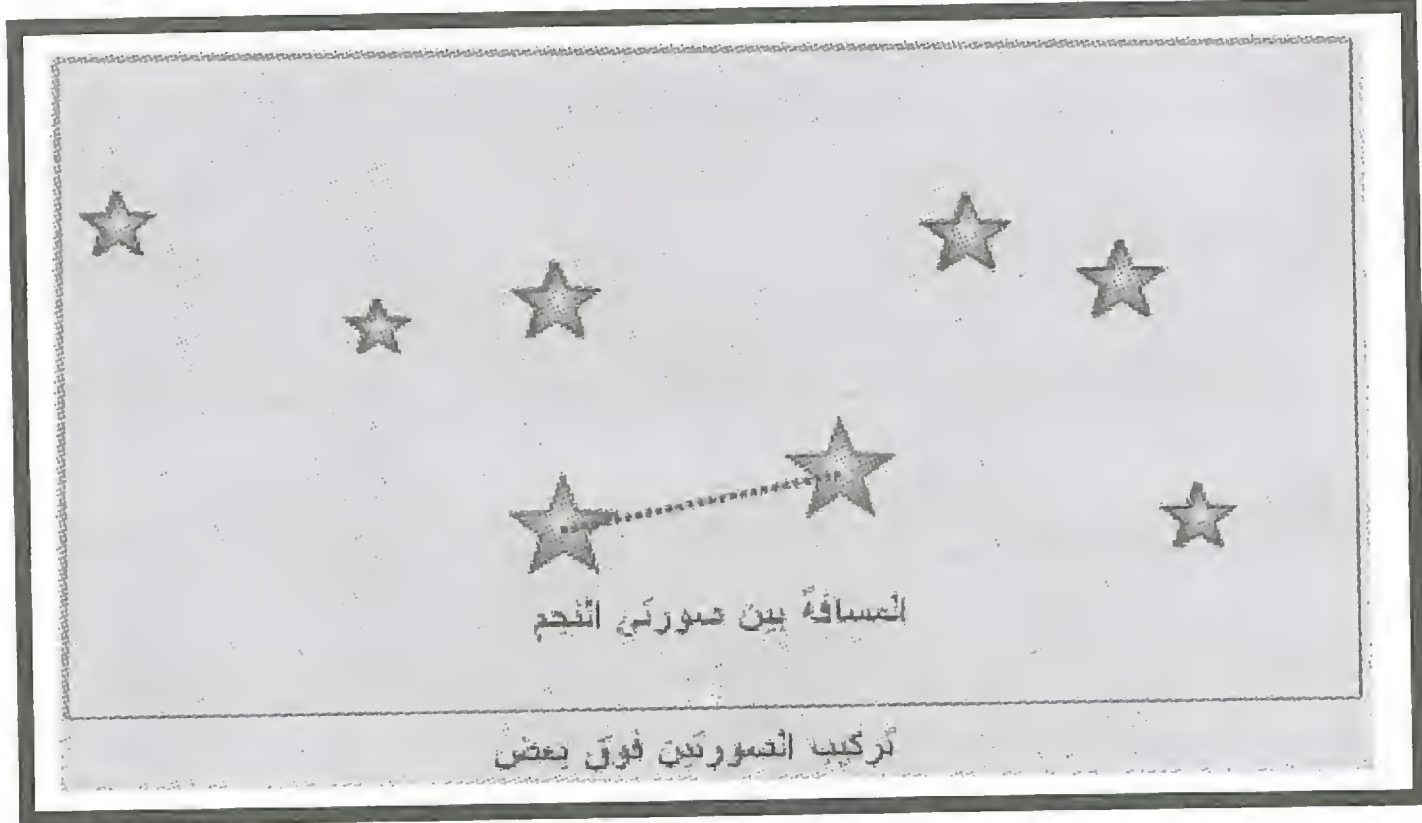 المسافة بين صورتي النجم
تركيب الصورتين فوق بعض